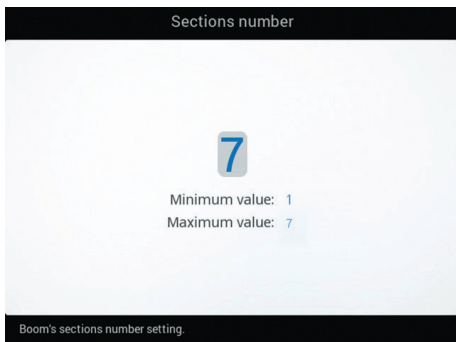 Sections number
7
Minimum value: 1
Maximum value: 7
Boom's sections number setting.